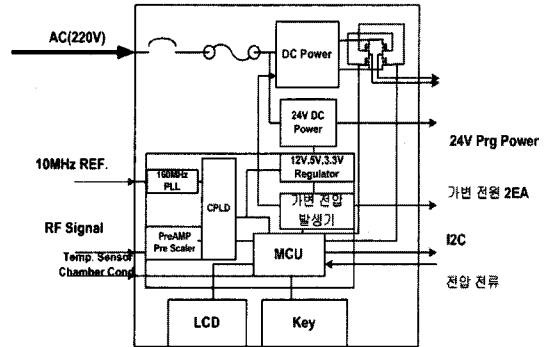 AC(220V)
DC Power
24V DC
Power
24V Prg Power
10MHz REF.
160MHz
PLL
CPLD
12V,5V,3.3V
Regulator
가변 전압
발생기
가변 전원 2EA
RF Signal
PreAMP
Pre Scaler
MCU
I2C
Temp. Sensor
Chamber Cond
전압 전류
LCD
Key